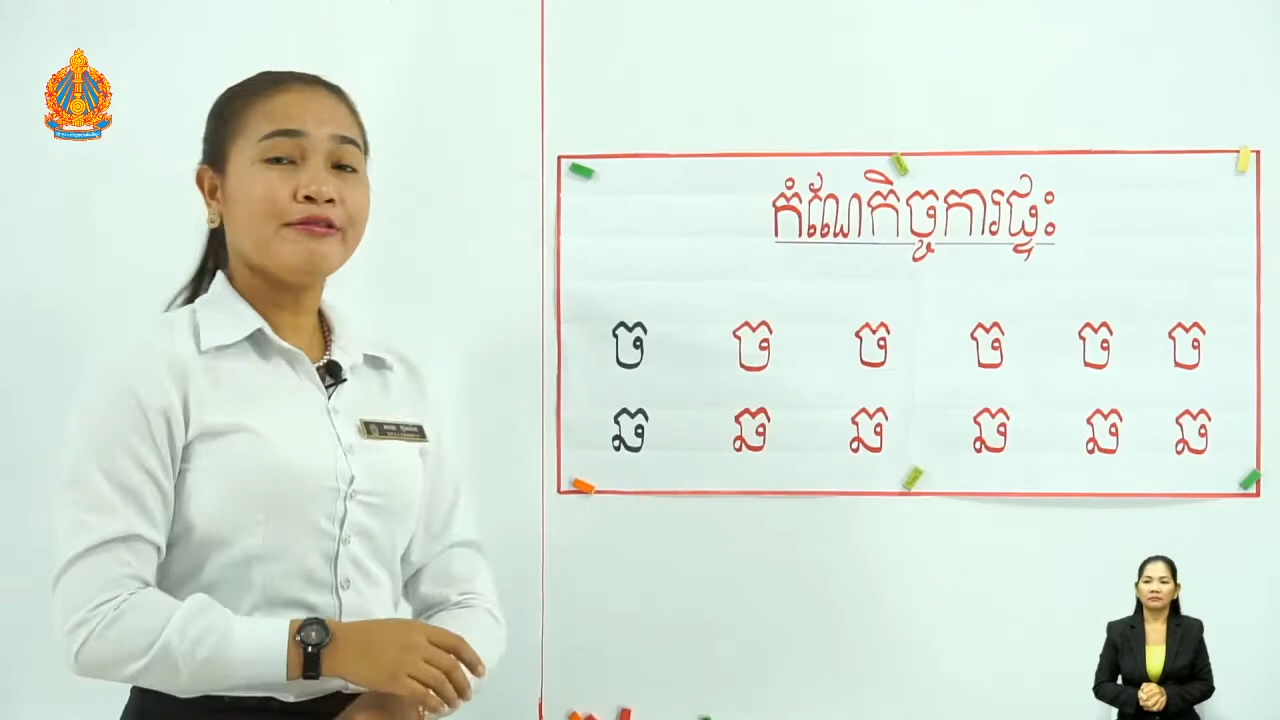 កំណែកិច្ចការផ្ទះ
ច ច ច ច ច ច
ឆ ឆ ឆ ឆ ឆ ឆ